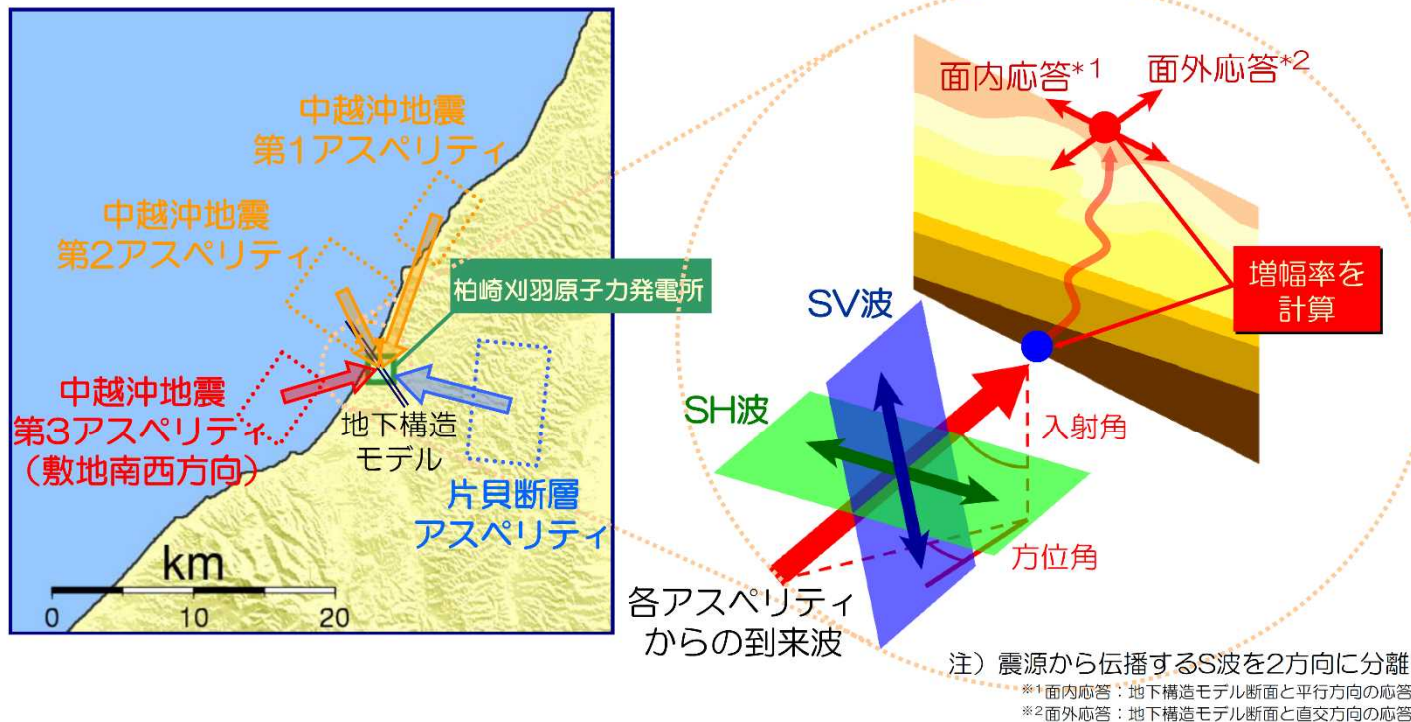 中越沖地震
第1アスペリティ
中越沖地震
第2アスペリティ
柏崎刈羽原子力発電所
中越沖地震
第3アスペリティ
（敷地南西方向）
地下構造
モデル
片貝断層
アスペリティ
km
0 10 20
面内応答*1
面外応答*2
増幅率を
計算
SV波
SH波
入射角
方位角
各アスペリティ
からの到来波
注）震源から伝播するS波を2方向に分離
※1面内応答：地下構造モデル断面と平行方向の応答
※2面外応答：地下構造モデル断面と直交方向の応答